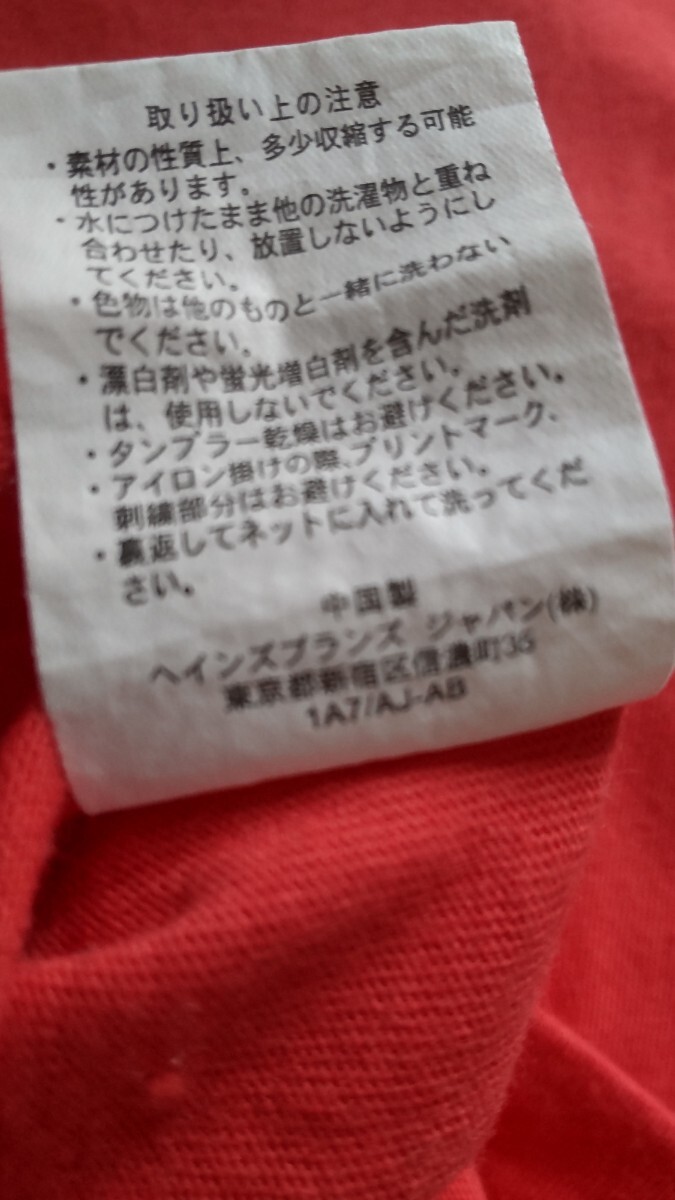 取り扱い上の注意
・素材の性質上、多少収縮する可能
性があります。
・水につけたまま他の洗濯物と重ね
合わせたり、放置しないようにし
てください。
・色物は他のものと一緒に洗わない
でください。
・漂白剤や蛍光増白剤を含んだ洗剤
は、使用しないでください。
・タンブラー乾燥はお避けください。
・アイロン掛けの際、プリントマーク、
刺繍部分はお避けください。
・裏返してネットに入れて洗ってくだ
さい。
中国製
ヘインズブランズ ジャパン(株)
東京都新宿区信濃町35
1A7/AJ-AB